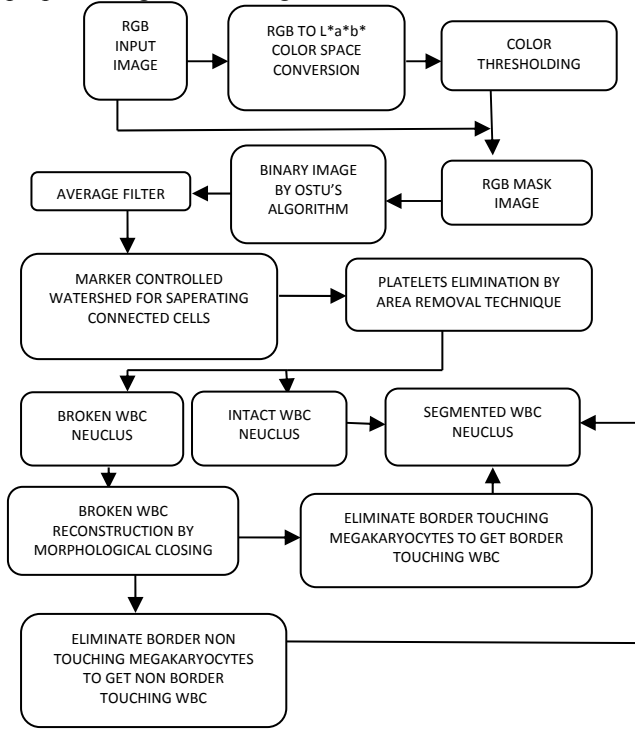 RGB
INPUT
IMAGE
RGB TO L*a*b*
COLOR SPACE
CONVERSION
COLOR
THRESHOLDING
AVERAGE FILTER
BINARY IMAGE
BY OSTU'S
ALGORITHM
RGB MASK
IMAGE
MARKER CONTROLLED
WATERSHED FOR SAPERATING
CONNECTED CELLS
PLATELETS ELIMINATION BY
AREA REMOVAL TECHNIQUE
BROKEN WBC
NEUCLUS
INTACT WBC
NEUCLUS
SEGMENTED WBC
NEUCLUS
BROKEN WBC
RECONSTRUCTION BY
MORPHOLOGICAL CLOSING
ELIMINATE BORDER TOUCHING
MEGAKARYOCYTES TO GET BORDER
TOUCHING WBC
ELIMINATE BORDER NON
TOUCHING MEGAKARYOCYTES
TO GET NON BORDER
TOUCHING WBC